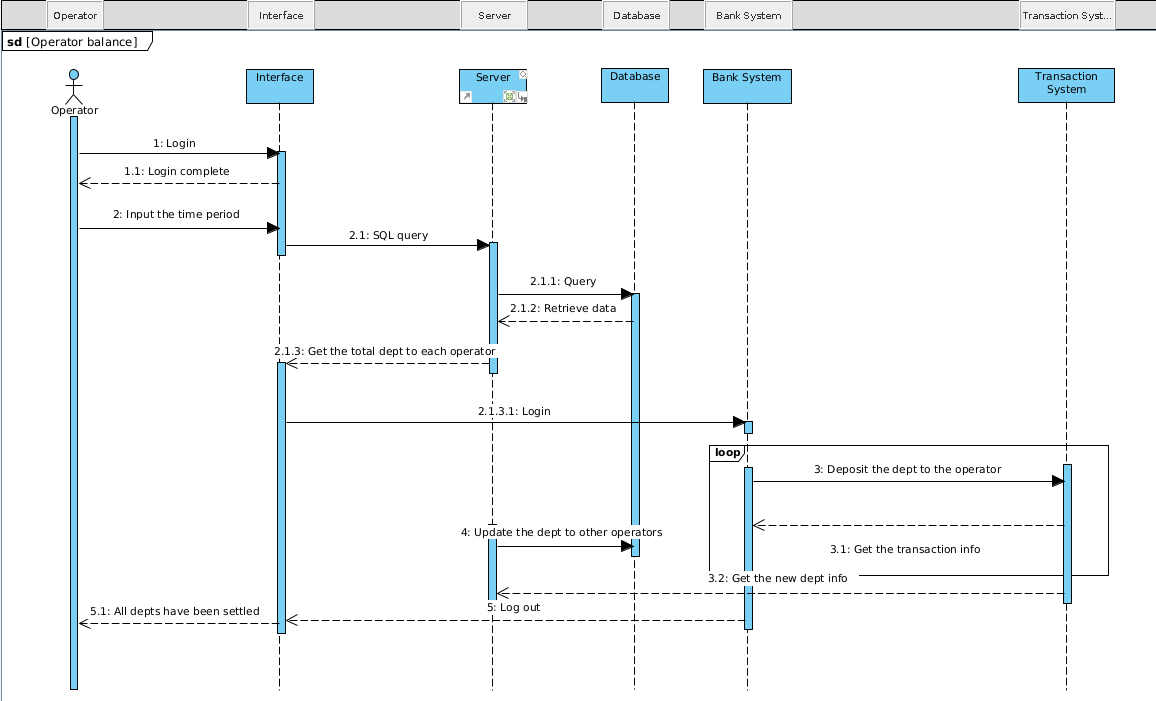 Operator Interface Server Database Bank System Transaction Syst...
sd [Operator balance]
Interface Server Database Bank System Transaction
System
Operator
1: Login
1.1: Login complete
2: Input the time period
2.1: SQL query
2.1.1: Query
2.1.2: Retrieve data
2.1.3: Get the total dept to each operator
2.1.3.1: Login
loop
3: Deposit the dept to the operator
4: Update the dept to other operators
3.1: Get the transaction info
3.2: Get the new dept info
5: Log out
5.1: All depts have been settled